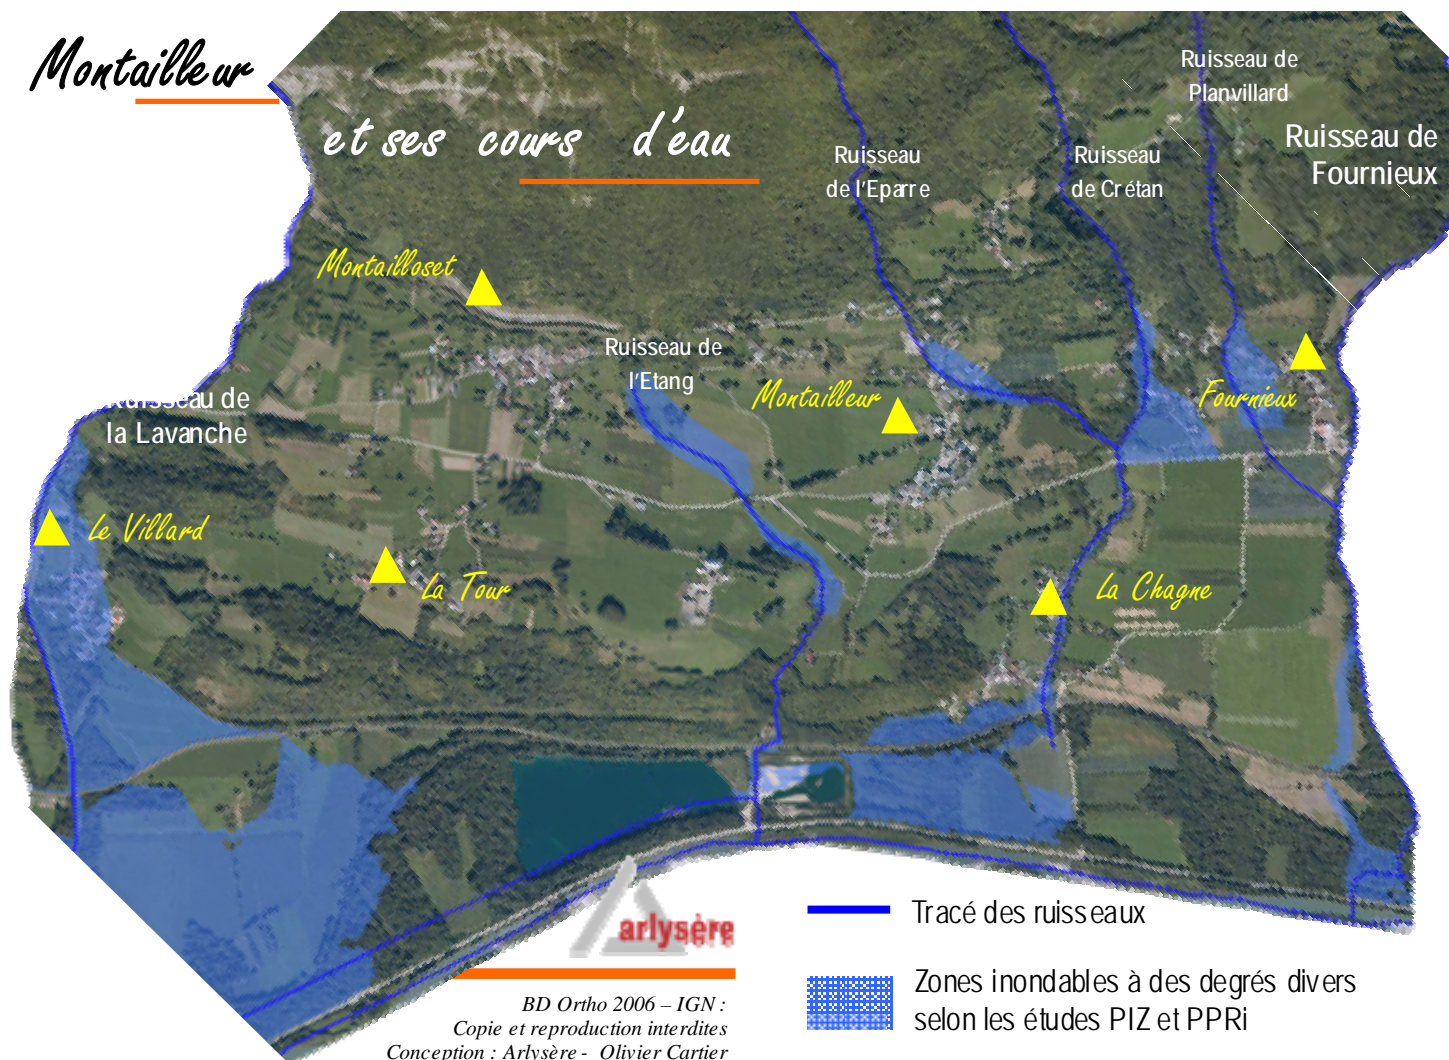 Montailleur
et ses cours d'eau
Ruisseau de
Planvillard
Ruisseau de
Fournieux
Ruisseau
de l'Eparre
Ruisseau
de Crétan
Montailloset
Ruisseau de
l'Etang
Montailleur
Fournieux
Ruisseau de
la Lavanche
Le Villard
La Tour
La Chagne
arlysère
Tracé des ruisseaux
Zones inondables à des degrés divers
selon les études PIZ et PPRi
BD Ortho 2006 – IGN :
Copie et reproduction interdites
Conception : Arlysère - Olivier Cartier